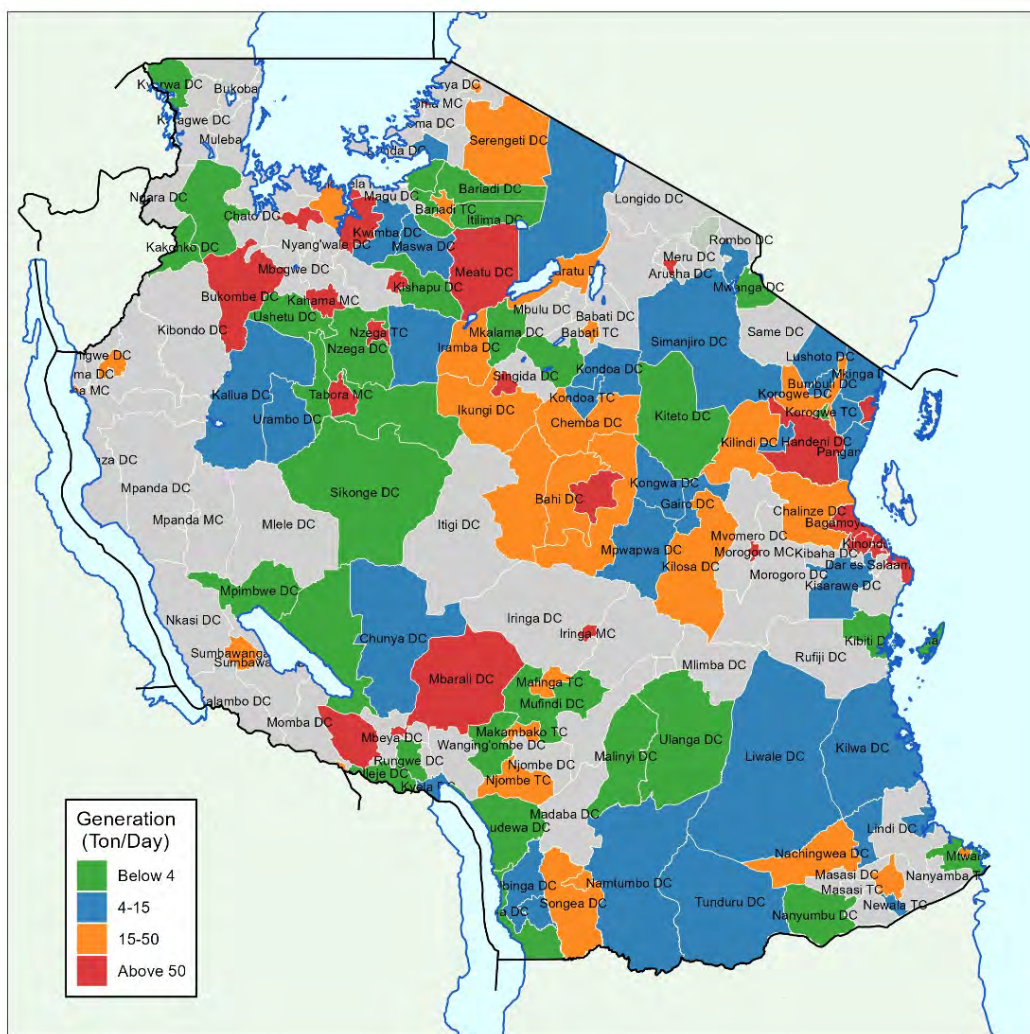 Kyerwa DC
Bukoba
Muleba
Serengeti DC
Ngara DC
Chato DC
Magu DC
Bariadi DC
Bariadi TC
Itilima DC
Longido DC
Kakonko DC
Nyang'wale DC
Kwimba DC
Maswa DC
Rombo DC
Meru DC
Arusha DC
Mwanga DC
Mbogwe DC
Bukombe DC
Kahama MC
Kishapu DC
Meatu DC
Ushetu DC
Mbulu DC
Babati DC
Babati TC
Kibondo DC
Nzega TC
Nzega DC
Iramba DC
Mkalama DC
Simanjiro DC
Same DC
Lushoto DC
Singida DC
Kondoa DC
Kondoa TC
Bumbuli DC
Korogwe DC
Korogwe TC
Kaliua DC
Tabora MC
Urambo DC
Ikungi DC
Chemba DC
Kiteto DC
Kilindi DC
Handeni DC
Mpanda DC
Mpanda MC
Mlele DC
Sikonge DC
Itigi DC
Bahi DC
Kongwa DC
Gairo DC
Chalinze DC
Mpwapwa DC
Kilosa DC
Mvomero DC
Morogoro MC
Kibaha DC
Dar es Salaam
Morogoro DC
Kisarawe DC
Mpimbwe DC
Nkasi DC
Chunya DC
Iringa DC
Iringa MC
Mlimba DC
Rufiji DC
Sumbawanga
Mbarali DC
Mafinga TC
Mufindi DC
Momba DC
Mbeya DC
Rungwe DC
Makambako TC
Wanging'ombe DC
Njombe DC
Njombe TC
Malinyi DC
Ulanga DC
Liwale DC
Kilwa DC
Madaba DC
Lindi DC
Nachingwea DC
Masasi DC
Masasi TC
Songea DC
Namtumbo DC
Tunduru DC
Nanyumbu DC
Newala TC
Generation
(Ton/Day)
Below 4
4-15
15-50
Above 50